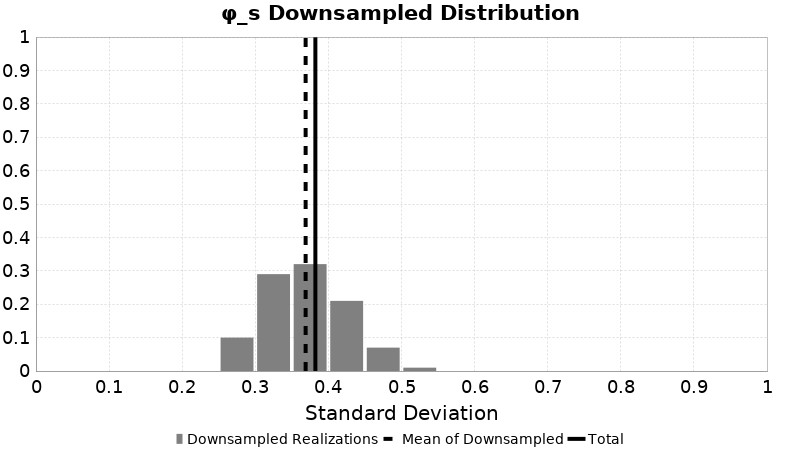 φ_s Downsampled Distribution
1
0.9
0.8
0.7
0.6
0.5
0.4
0.3
0.2
0.1
0
0 0.1 0.2 0.3 0.4 0.5 0.6 0.7 0.8 0.9 1
Standard Deviation
Downsampled Realizations Mean of Downsampled Total